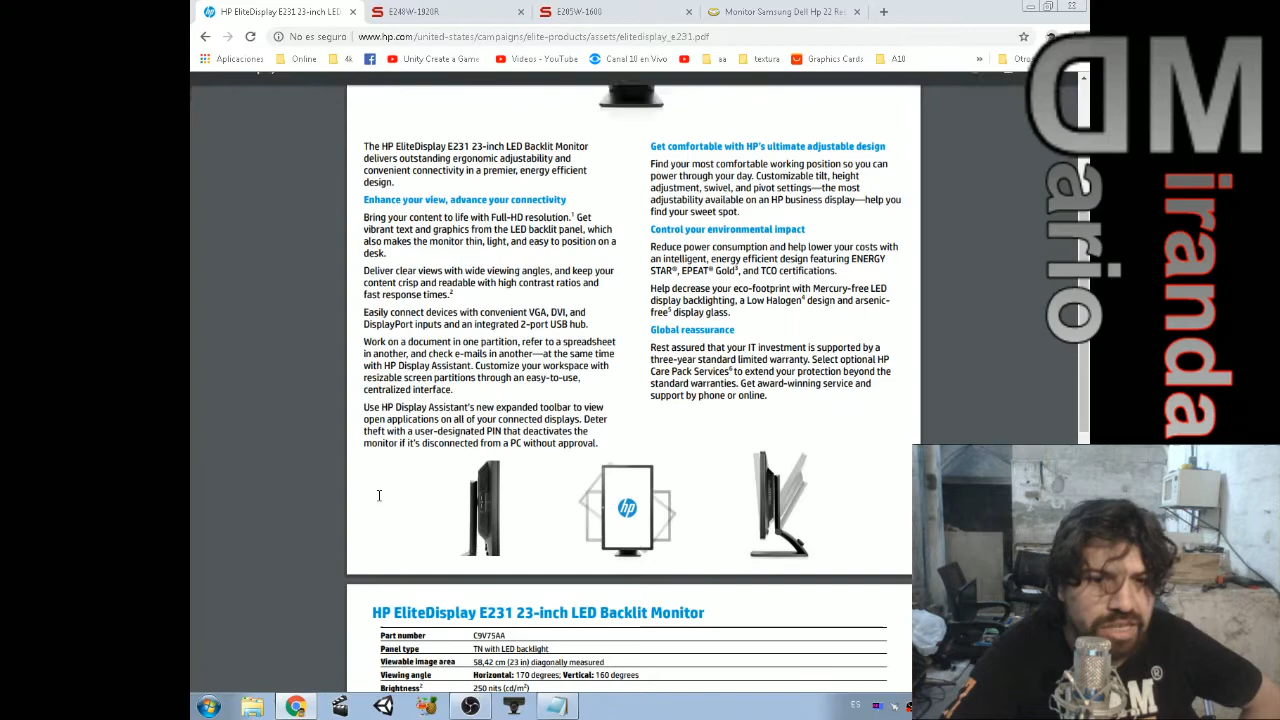 HP EliteDisplay E231 23-inch LED
E248W-1920R
E205W-1600
Monitor Samsung Dell Hp 22 Re
No es seguro
www.hp.com/united-states/campaigns/elite-products/assets/elitedisplay_e231.pdf
Aplicaciones
Online
4k
Unity Create a Game
Videos - YouTube
Canal 10 en Vivo
aa
textura
Graphics Cards
A10
»
Otros
The HP EliteDisplay E231 23-inch LED Backlit Monitor
delivers outstanding ergonomic adjustability and
convenient connectivity in a premier, energy efficient
design.
Enhance your view, advance your connectivity
Bring your content to life with Full-HD resolution.1 Get
vibrant text and graphics from the LED backlit panel, which
also makes the monitor thin, light, and easy to position on a
desk.
Deliver clear views with wide viewing angles, and keep your
content crisp and readable with high contrast ratios and
fast response times.2
Easily connect devices with convenient VGA, DVI, and
DisplayPort inputs and an integrated 2-port USB hub.
Work on a document in one partition, refer to a spreadsheet
in another, and check e-mails in another—at the same time
with HP Display Assistant. Customize your workspace with
resizable screen partitions through an easy-to-use,
centralized interface.
Use HP Display Assistant's new expanded toolbar to view
open applications on all of your connected displays. Deter
theft with a user-designated PIN that deactivates the
monitor if it's disconnected from a PC without approval.
Get comfortable with HP's ultimate adjustable design
Find your most comfortable working position so you can
power through your day. Customizable tilt, height
adjustment, swivel, and pivot settings—the most
adjustability available on an HP business display—help you
find your sweet spot.
Control your environmental impact
Reduce power consumption and help lower your costs with
an intelligent, energy efficient design featuring ENERGY
STAR®, EPEAT® Gold3, and TCO certifications.
Help decrease your eco-footprint with Mercury-free LED
display backlighting, a Low Halogen4 design and arsenic-
free5 display glass.
Global reassurance
Rest assured that your IT investment is supported by a
three-year standard limited warranty. Select optional HP
Care Pack Services6 to extend your protection beyond the
standard warranties. Get award-winning service and
support by phone or online.
hp
HP EliteDisplay E231 23-inch LED Backlit Monitor
Part number C9V75AA
Panel type TN with LED backlight
Viewable image area 58,42 cm (23 in) diagonally measured
Viewing angle Horizontal: 170 degrees; Vertical: 160 degrees
Brightness2 250 nits (cd/m2)
ES
Dario
Miranda
DM
®